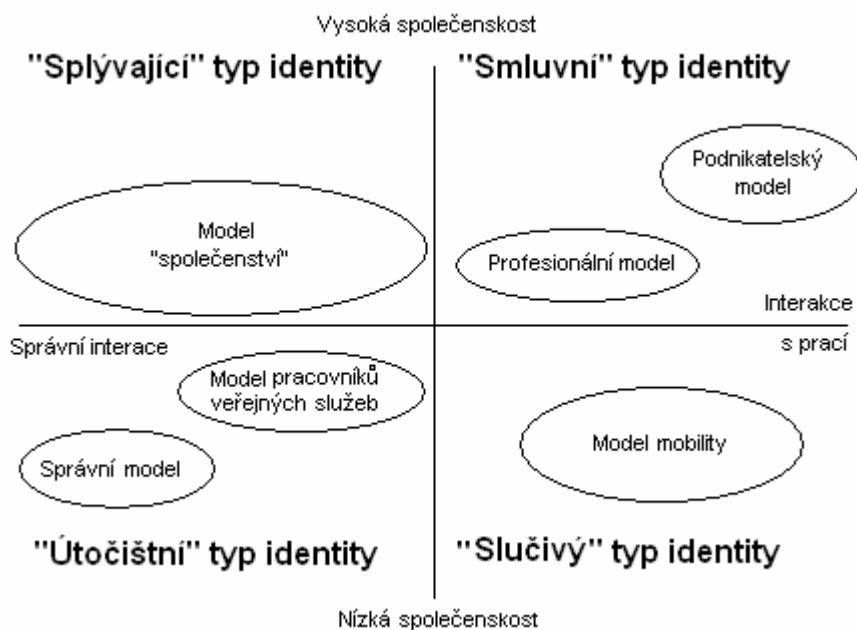 Vysoká společenskost
"Splývající" typ identity
"Smluvní" typ identity
Podnikatelský
model
Model
"společenství"
Profesionální model
Interakce
s prací
Správní interace
Model pracovníků
veřejných služeb
Správní model
Model mobility
"Útočištní" typ identity
"Slučivý" typ identity
Nízká společenskost